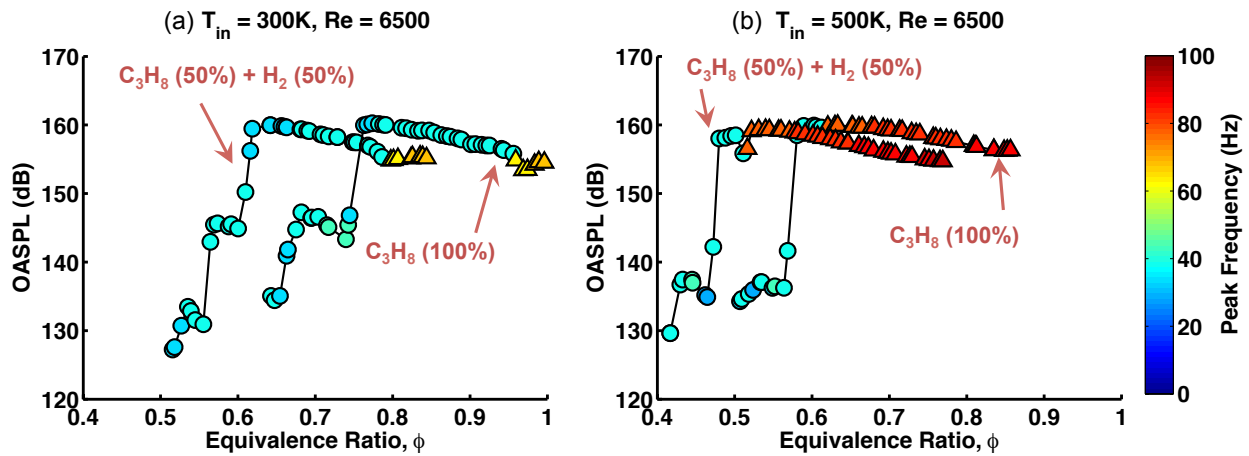 (a) T_in = 300K, Re = 6500
170
160
150
140
130
120
OASPL (dB)
C₃H₈ (50%) + H₂ (50%)
C₃H₈ (100%)
0.4 0.5 0.6 0.7 0.8 0.9 1
Equivalence Ratio, ϕ
(b) T_in = 500K, Re = 6500
170
160
150
140
130
120
OASPL (dB)
C₃H₈ (50%) + H₂ (50%)
C₃H₈ (100%)
0.4 0.5 0.6 0.7 0.8 0.9 1
Equivalence Ratio, ϕ
100
80
60
40
20
0
Peak Frequency (Hz)